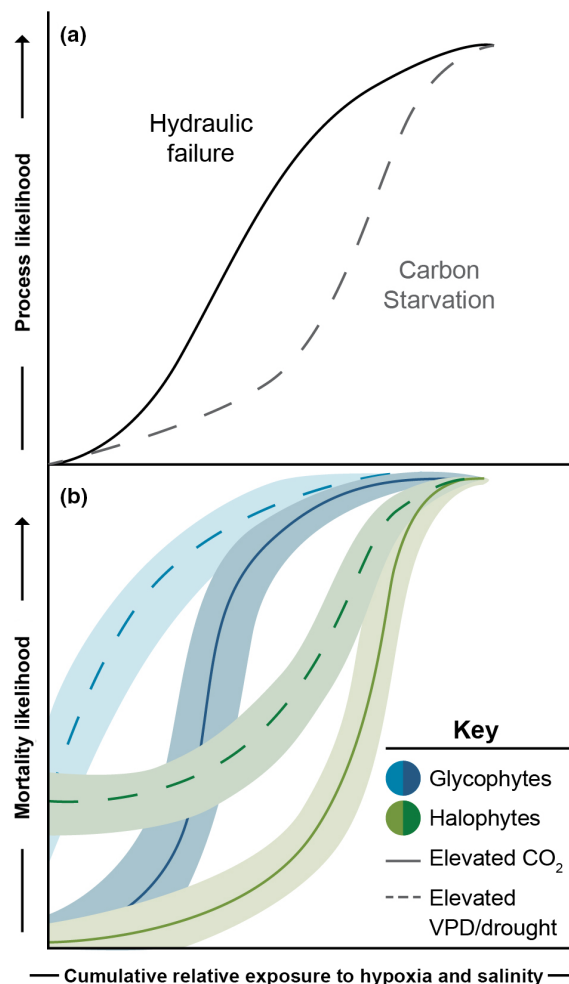 (a)
Hydraulic
failure
Carbon
Starvation
Process likelihood
(b)
Mortality likelihood
Key
Glycophytes
Halophytes
Elevated CO₂
Elevated
VPD/drought
Cumulative relative exposure to hypoxia and salinity